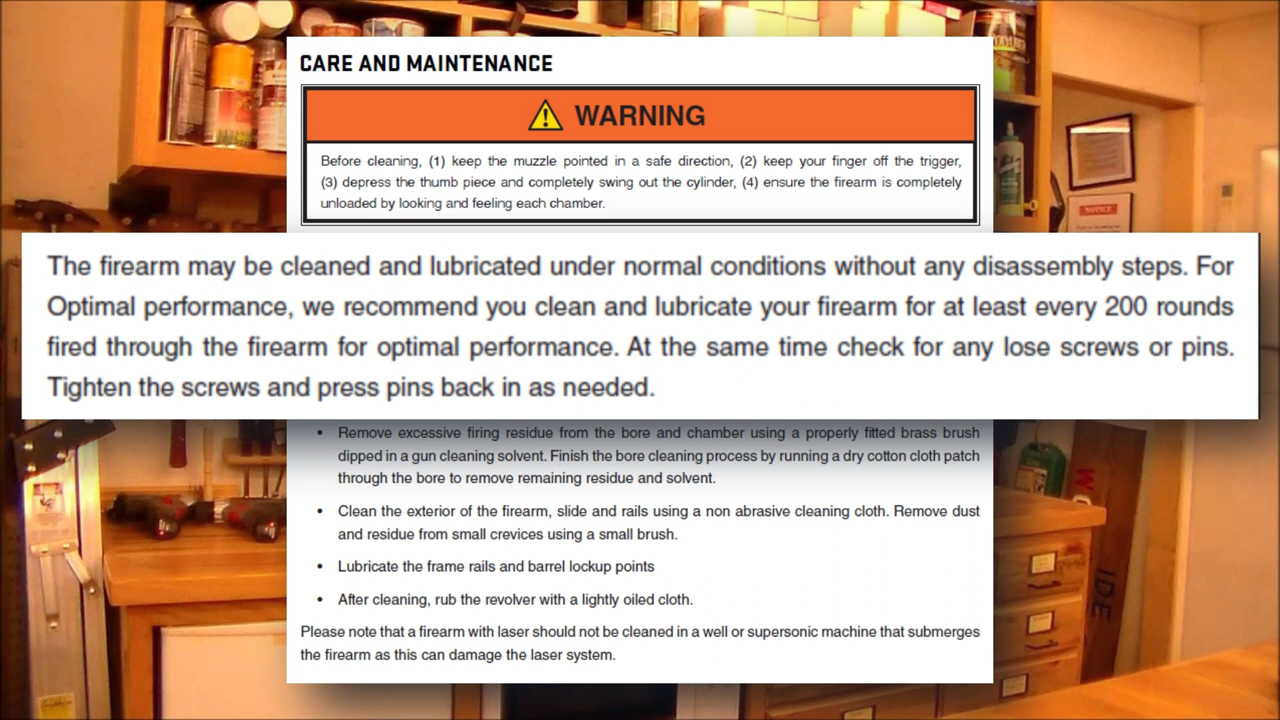 CARE AND MAINTENANCE
WARNING
Before cleaning, (1) keep the muzzle pointed in a safe direction, (2) keep your finger off the trigger,
(3) depress the thumb piece and completely swing out the cylinder, (4) ensure the firearm is completely
unloaded by looking and feeling each chamber.
The firearm may be cleaned and lubricated under normal conditions without any disassembly steps. For
Optimal performance, we recommend you clean and lubricate your firearm for at least every 200 rounds
fired through the firearm for optimal performance. At the same time check for any lose screws or pins.
Tighten the screws and press pins back in as needed.
• Remove excessive firing residue from the bore and chamber using a properly fitted brass brush
dipped in a gun cleaning solvent. Finish the bore cleaning process by running a dry cotton cloth patch
through the bore to remove remaining residue and solvent.
• Clean the exterior of the firearm, slide and rails using a non abrasive cleaning cloth. Remove dust
and residue from small crevices using a small brush.
• Lubricate the frame rails and barrel lockup points
• After cleaning, rub the revolver with a lightly oiled cloth.
Please note that a firearm with laser should not be cleaned in a well or supersonic machine that submerges
the firearm as this can damage the laser system.
NOTICE
IDE